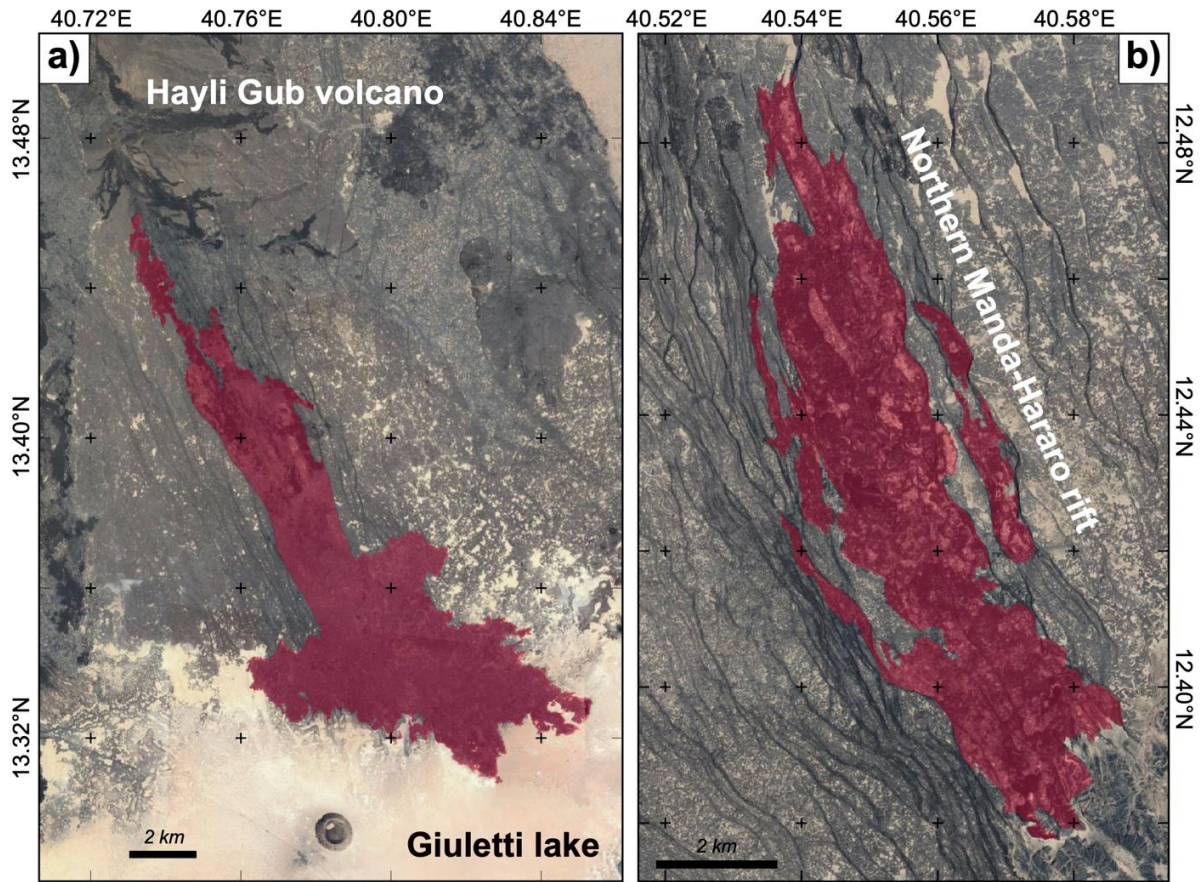 40.72°E 40.76°E 40.80°E 40.84°E
40.52°E 40.54°E 40.56°E 40.58°E
a)
b)
Hayli Gub volcano
13.48°N
13.40°N
13.32°N
Northern Manda-Hararo rift
12.48°N
12.44°N
12.40°N
2 km
Giuletti lake
2 km